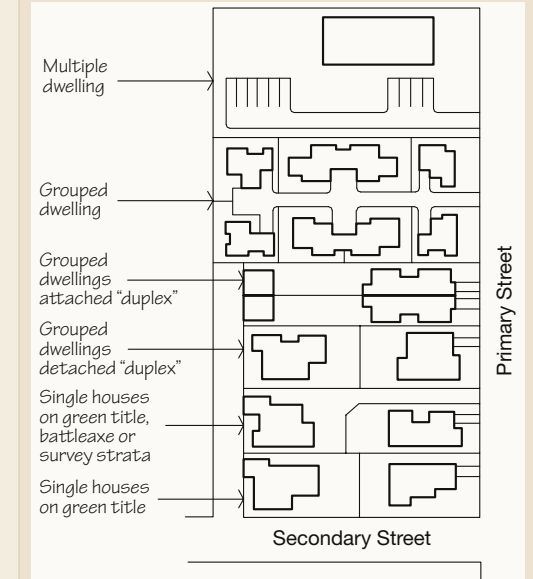 Multiple
dwelling
Grouped
dwelling
Grouped
dwellings
attached “duplex”
Grouped
dwellings
detached “duplex”
Single houses
on green title,
battleaxe or
survey strata
Single houses
on green title
Primary Street
Secondary Street